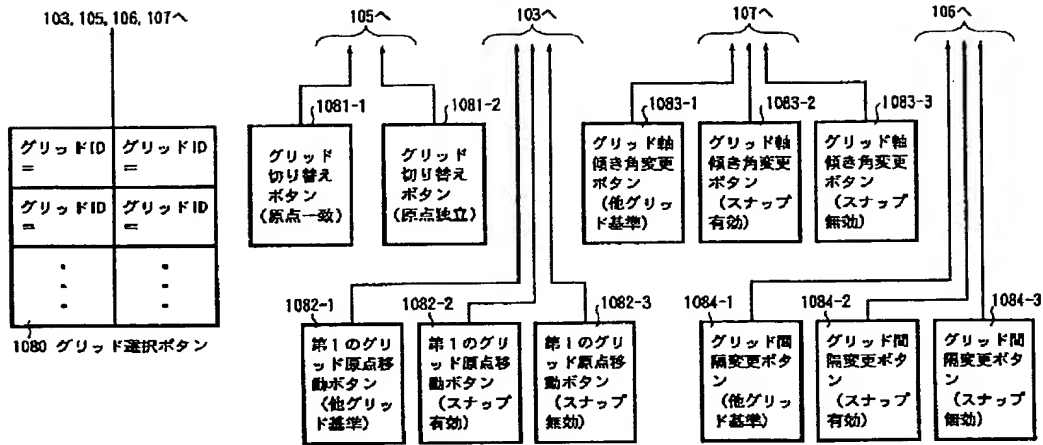 103, 105, 106, 107へ
105へ
103へ
107へ
106へ
グリッドID
=
グリッドID
=
グリッドID
=
グリッドID
=
1080 グリッド選択ボタン
1081-1
グリッド
切り替え
ボタン
(原点一致)
1081-2
グリッド
切り替え
ボタン
(原点独立)
1083-1
グリッド軸
傾き角変更
ボタン
(他グリッ
ド基準)
1083-2
グリッド軸
傾き角変更
ボタン
(スナップ
有効)
1083-3
グリッド軸
傾き角変更
ボタン
(スナップ
無効)
1082-1
第1のグリ
ッド原点移
動ボタン
(他グリッ
ド基準)
1082-2
第1のグリ
ッド原点移
動ボタン
(スナップ
有効)
1082-3
第1のグリ
ッド原点移
動ボタン
(スナップ
無効)
1084-1
グリッド間
隔変更ボタ
ン
(他グリッ
ド基準)
1084-2
グリッド間
隔変更ボタ
ン
(スナップ
有効)
1084-3
グリッド間
隔変更ボタ
ン
(スナップ
無効)